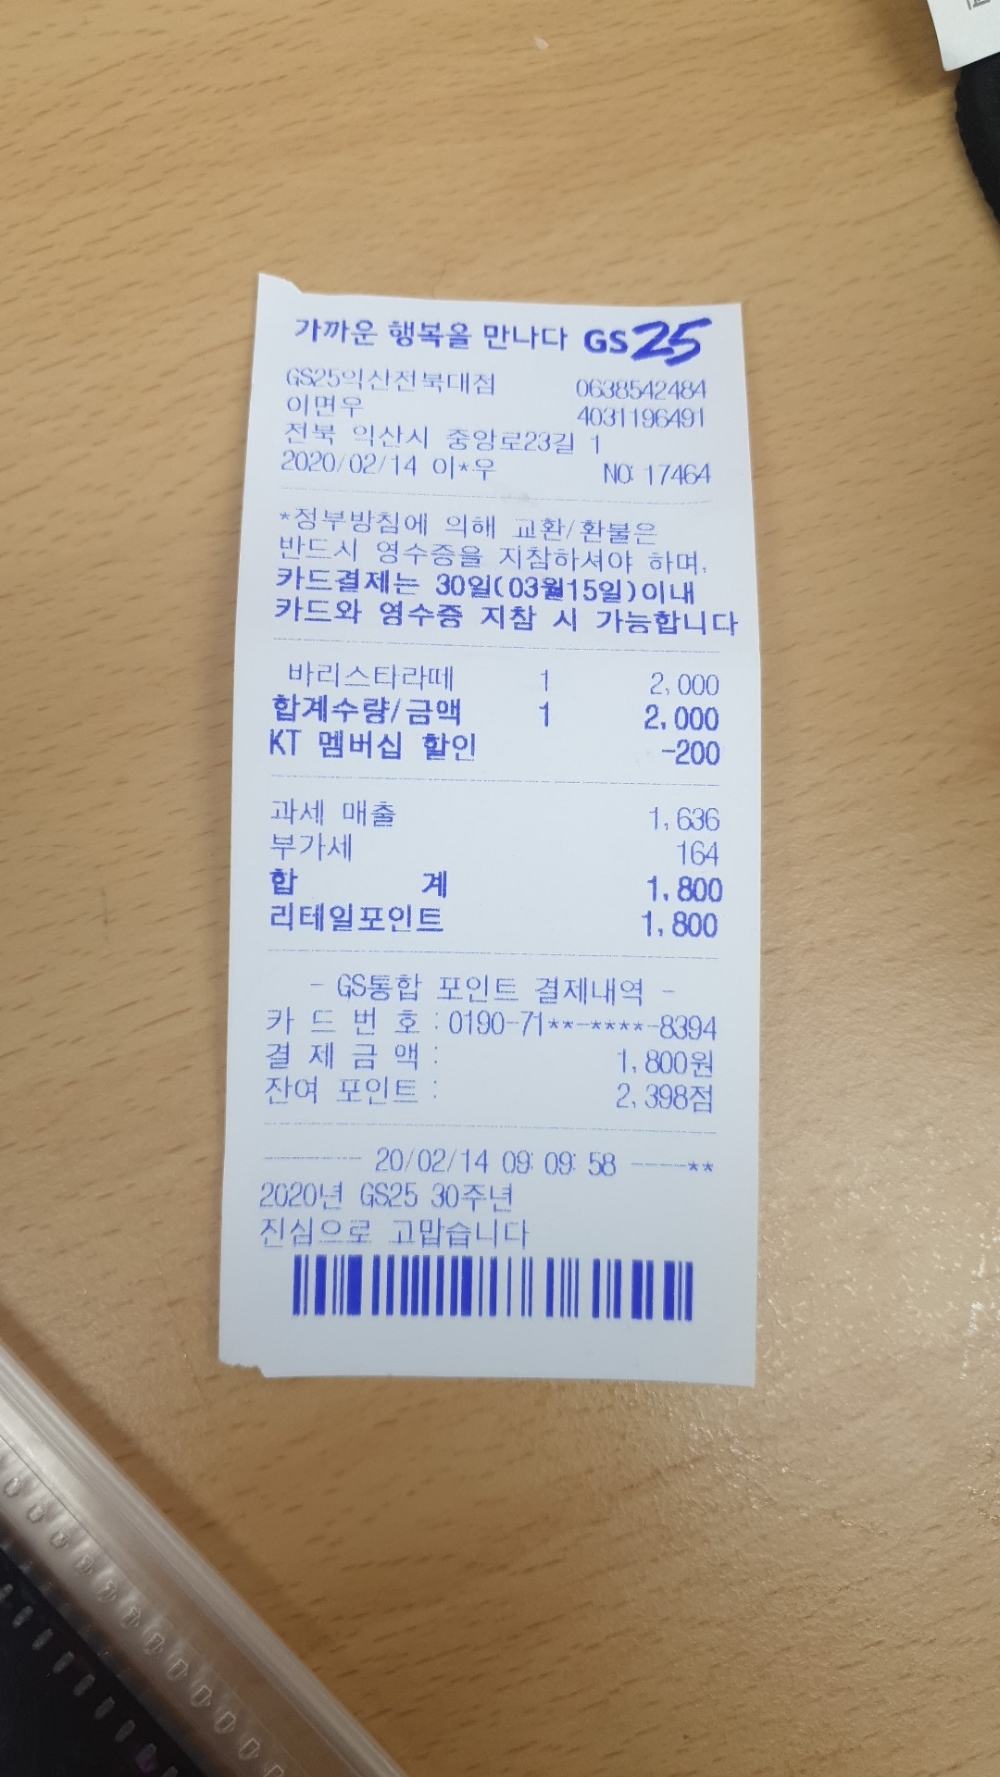 가까운 행복을 만나다 GS25
GS25익산전북대점 0638542484
이면우 4031196491
전북 익산시 중앙로23길 1
2020/02/14 이*우 NO: 17464
*정부방침에 의해 교환/환불은
반드시 영수증을 지참하셔야 하며,
카드결제는 30일(03월15일)이내
카드와 영수증 지참 시 가능합니다
바리스타라떼 1 2,000
합계수량/금액 1 2,000
KT 멤버십 할인 -200
과세 매출 1,636
부가세 164
합 계 1,800
리테일포인트 1,800
- GS통합 포인트 결제내역 -
카 드 번 호 : 0190-71**-****-8394
결 제 금 액 : 1,800원
잔여 포인트 : 2,398점
---------- 20/02/14 09:09:58 -----**
2020년 GS25 30주년
진심으로 고맙습니다